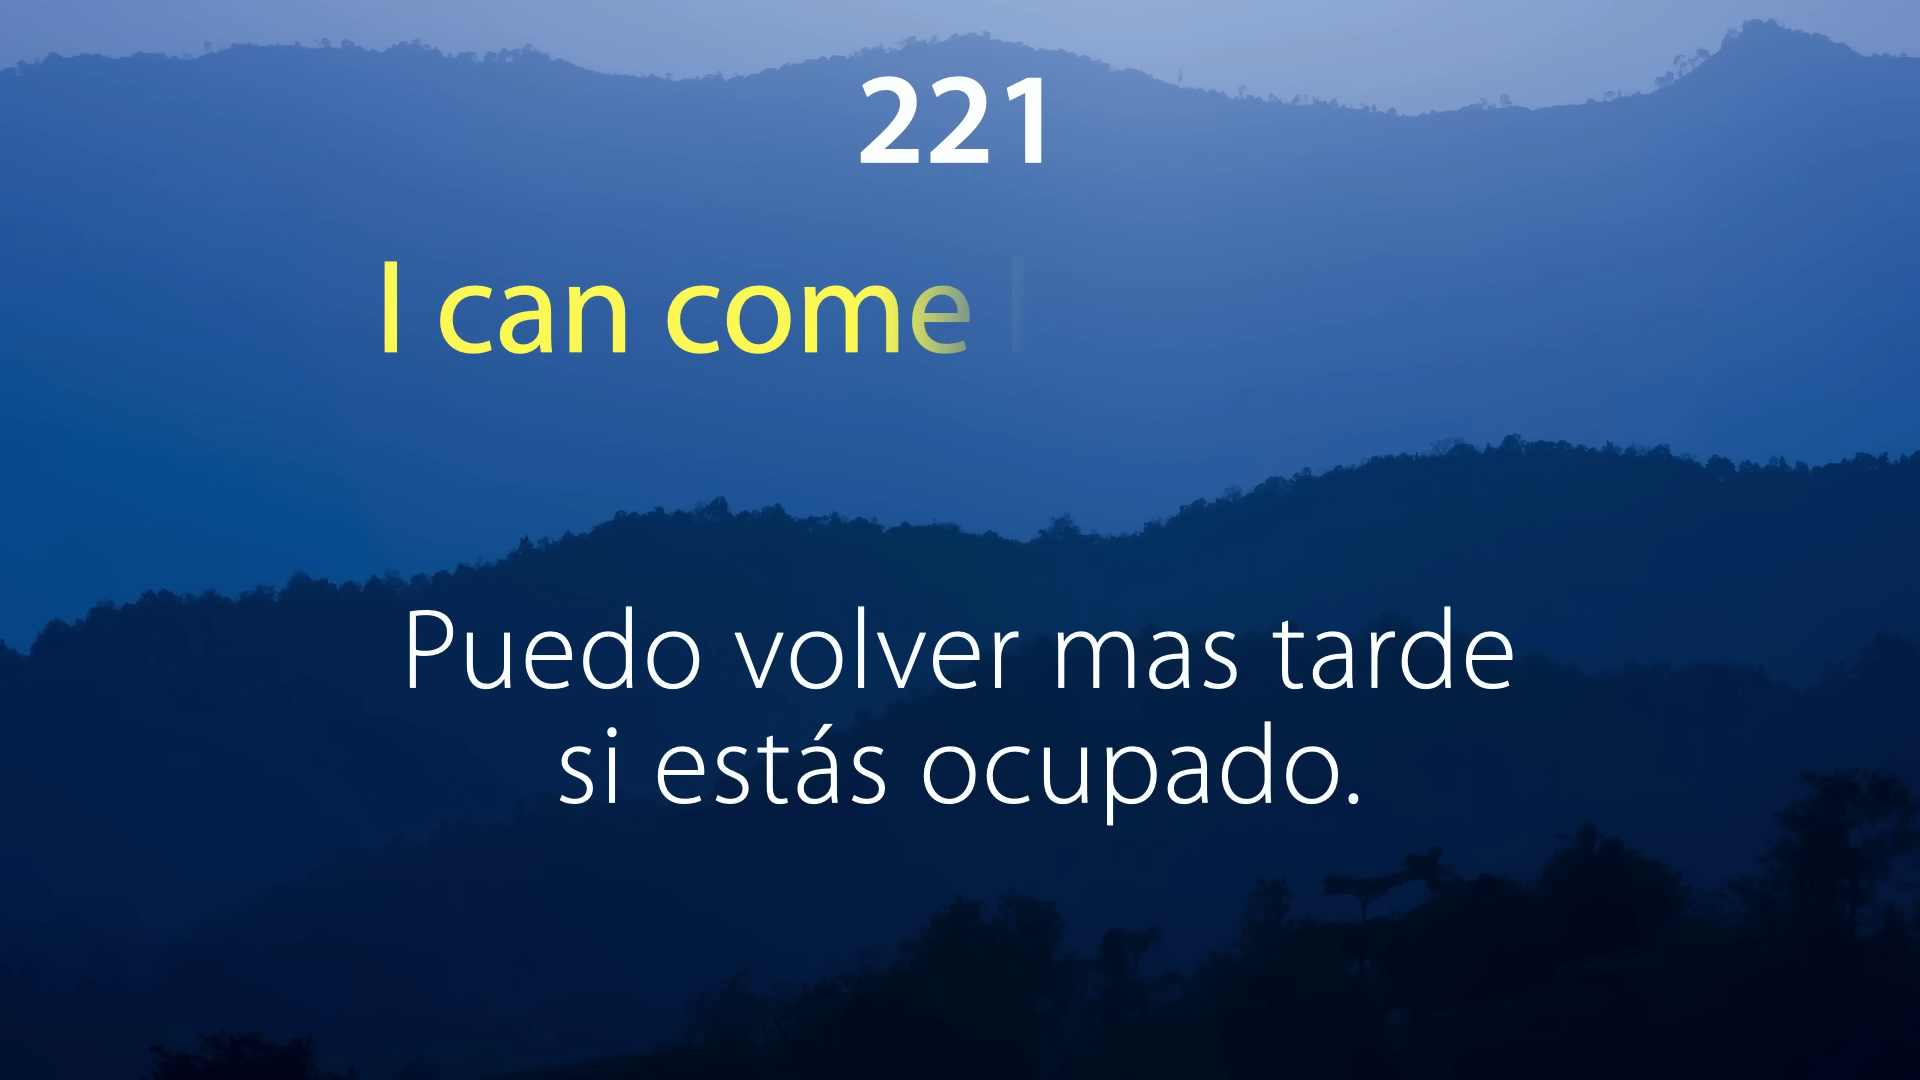 221
I can come
Puedo volver mas tarde
si estás ocupado.